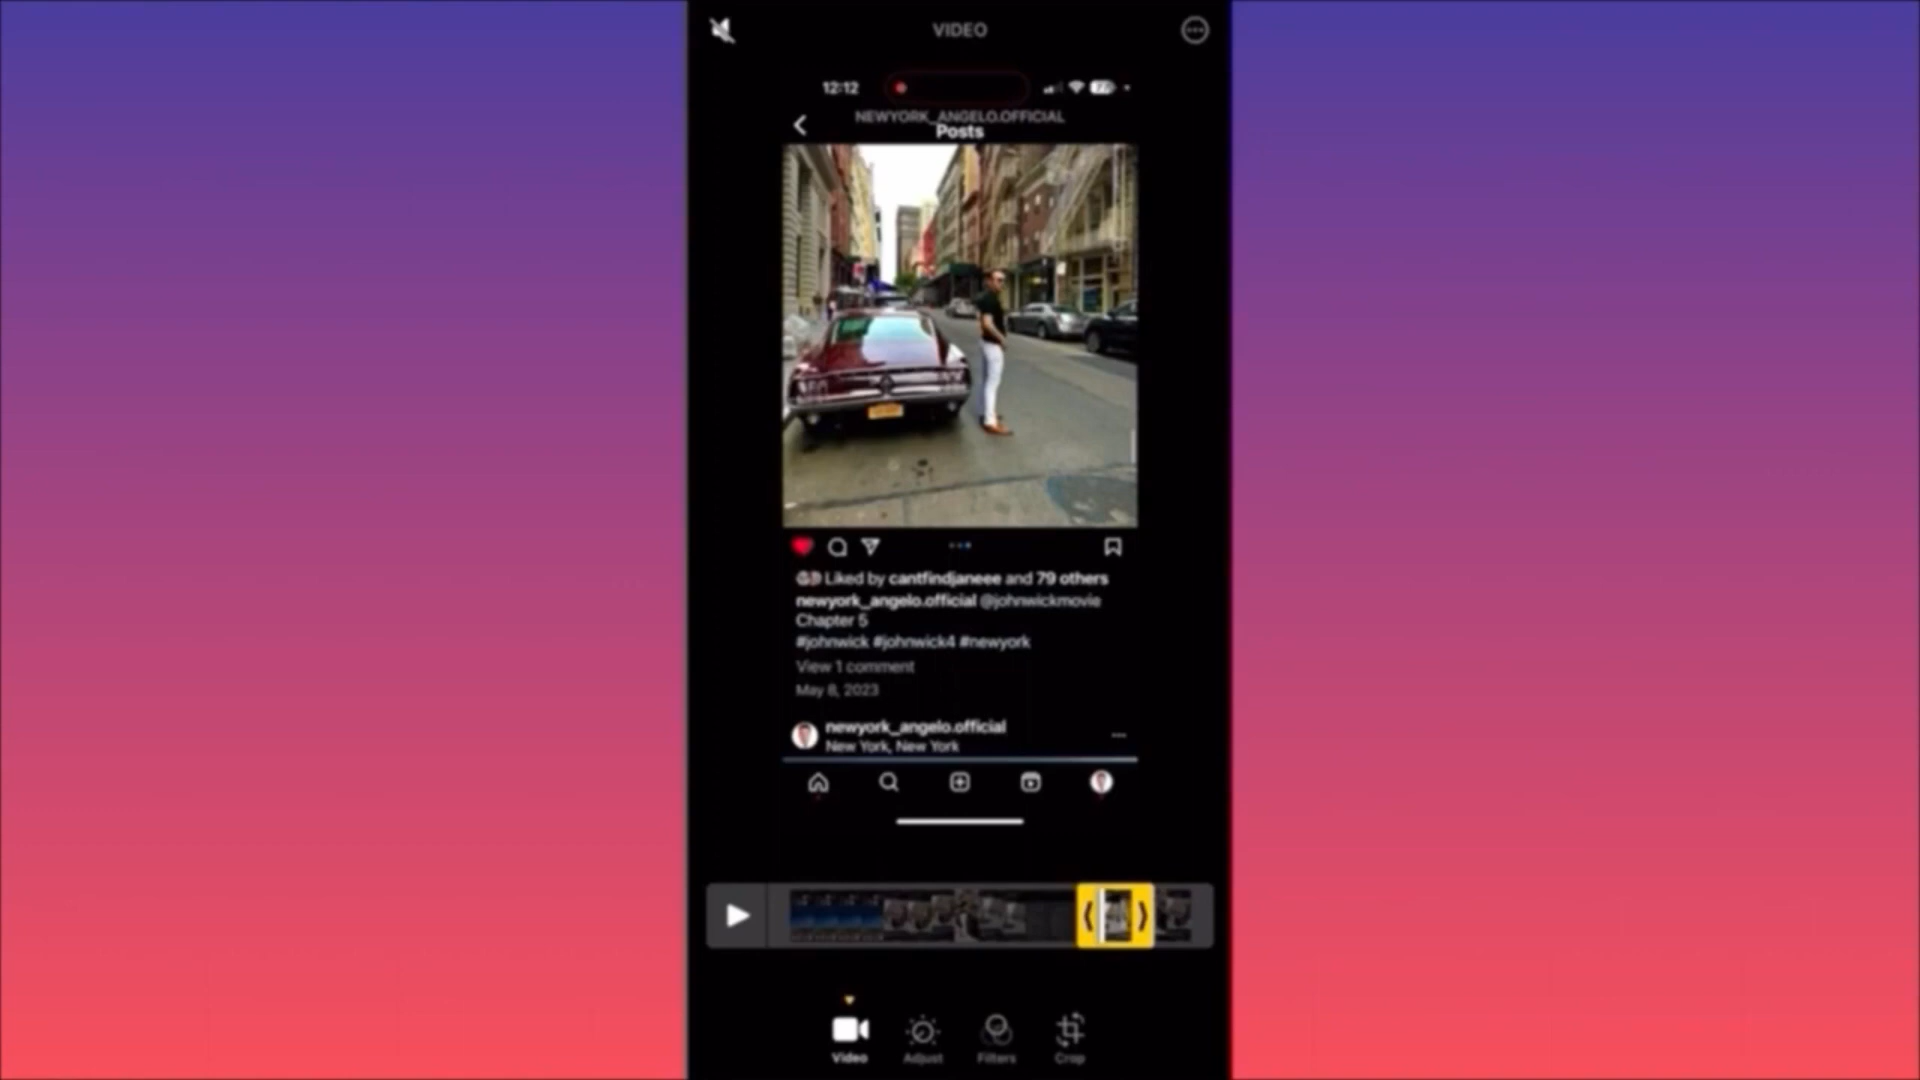 VIDEO
12:12
NEWYORK_ANGELO.OFFICIAL
Posts
Liked by cantfindjaneee and 79 others
newyork_angelo.official @johnwickmovie
Chapter 5
#johnwick #johnwick4 #newyork
View 1 comment
May 8, 2023
newyork_angelo.official
New York, New York
Video Adjust Filters Crop